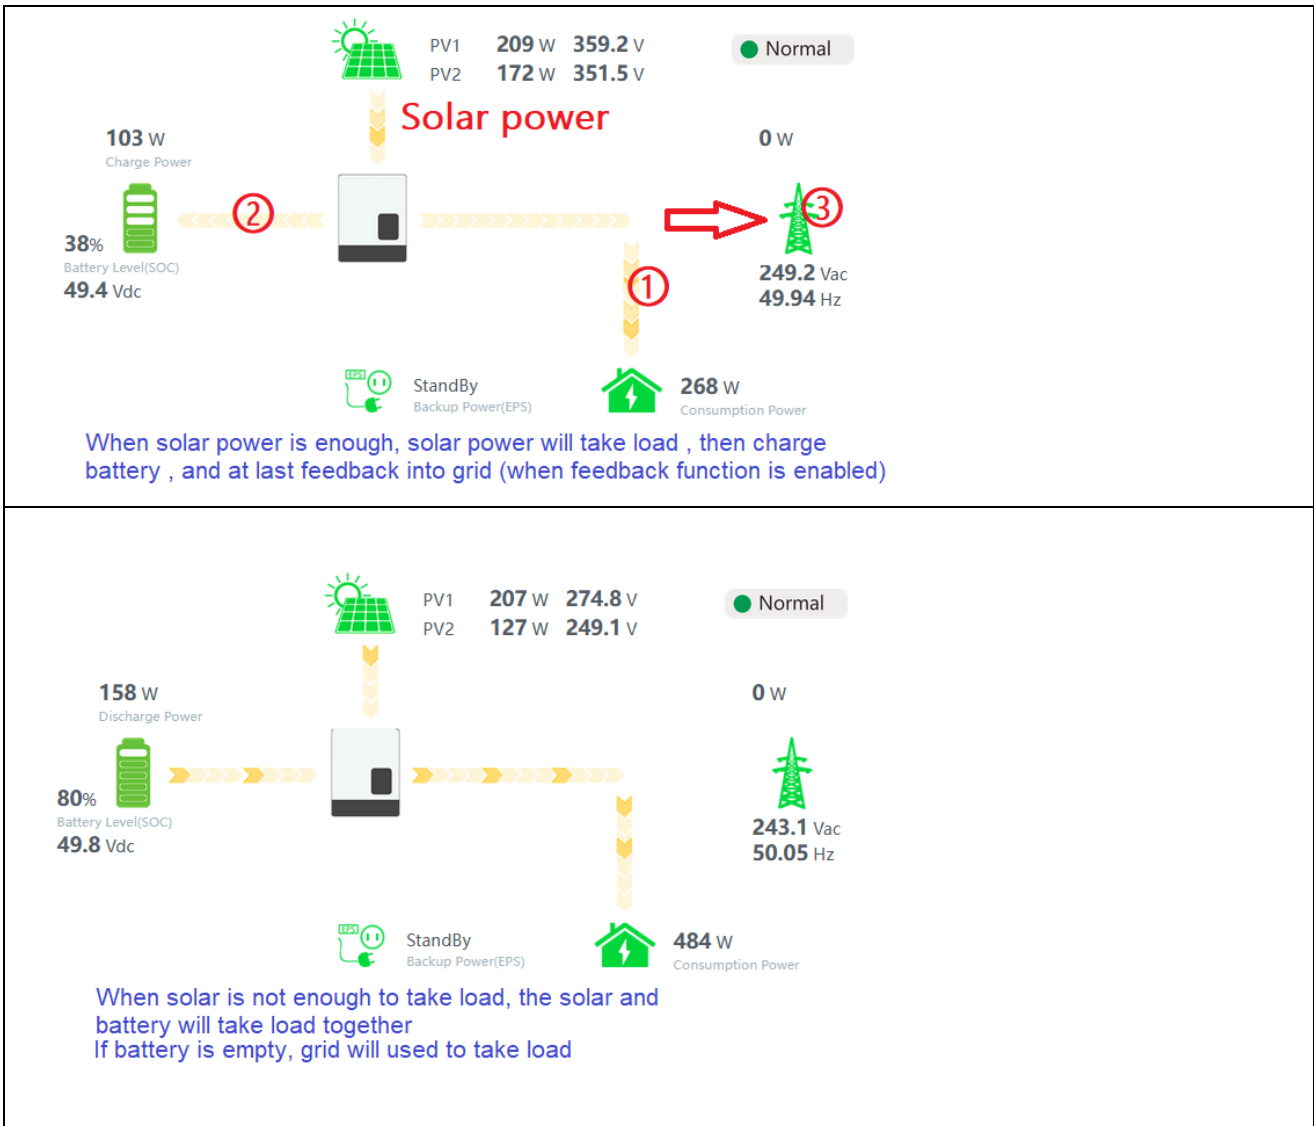 PV1 209 W 359.2 V
PV2 172 W 351.5 V
Normal
Solar power
103 W
Charge Power
0 W
2
3
38%
Battery Level(SOC)
49.4 Vdc
1
249.2 Vac
49.94 Hz
EPS
StandBy
Backup Power(EPS)
268 W
Consumption Power
When solar power is enough, solar power will take load , then charge
battery , and at last feedback into grid (when feedback function is enabled)
PV1 207 W 274.8 V
PV2 127 W 249.1 V
Normal
158 W
Discharge Power
0 W
80%
Battery Level(SOC)
49.8 Vdc
243.1 Vac
50.05 Hz
EPS
StandBy
Backup Power(EPS)
484 W
Consumption Power
When solar is not enough to take load, the solar and
battery will take load together
If battery is empty, grid will used to take load